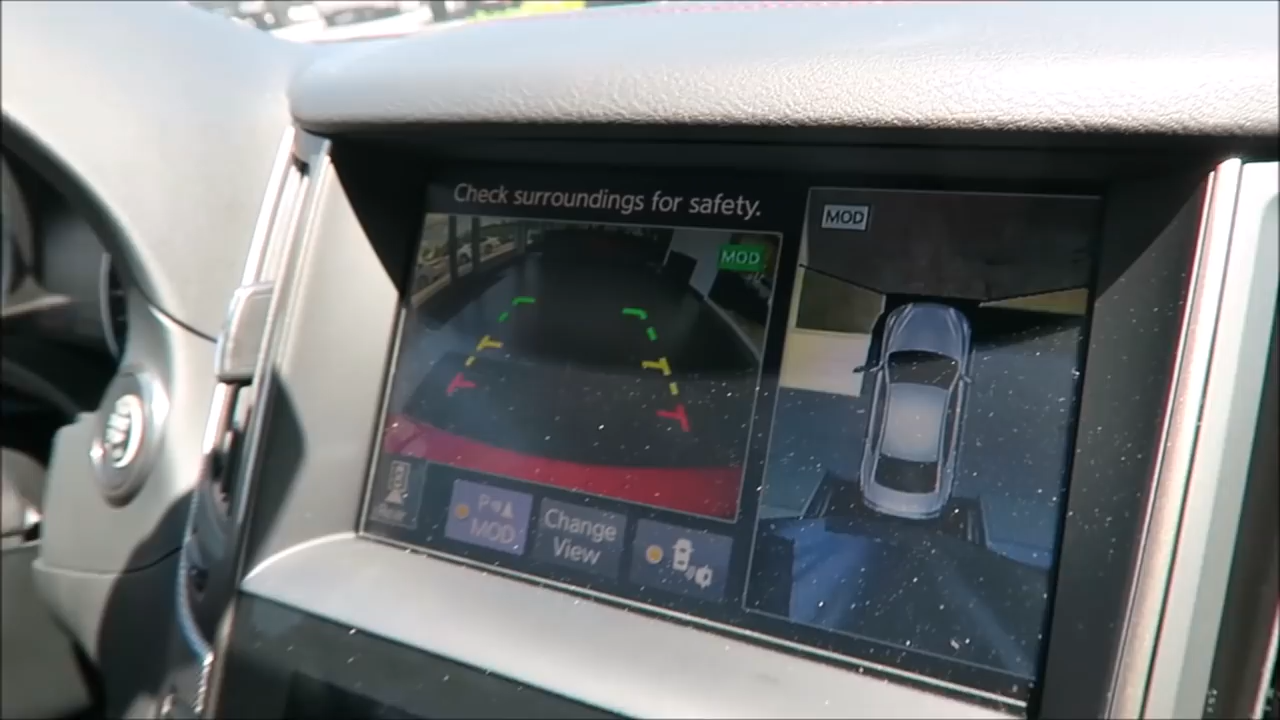 Check surroundings for safety.
MOD
MOD
P
MOD
Change
View